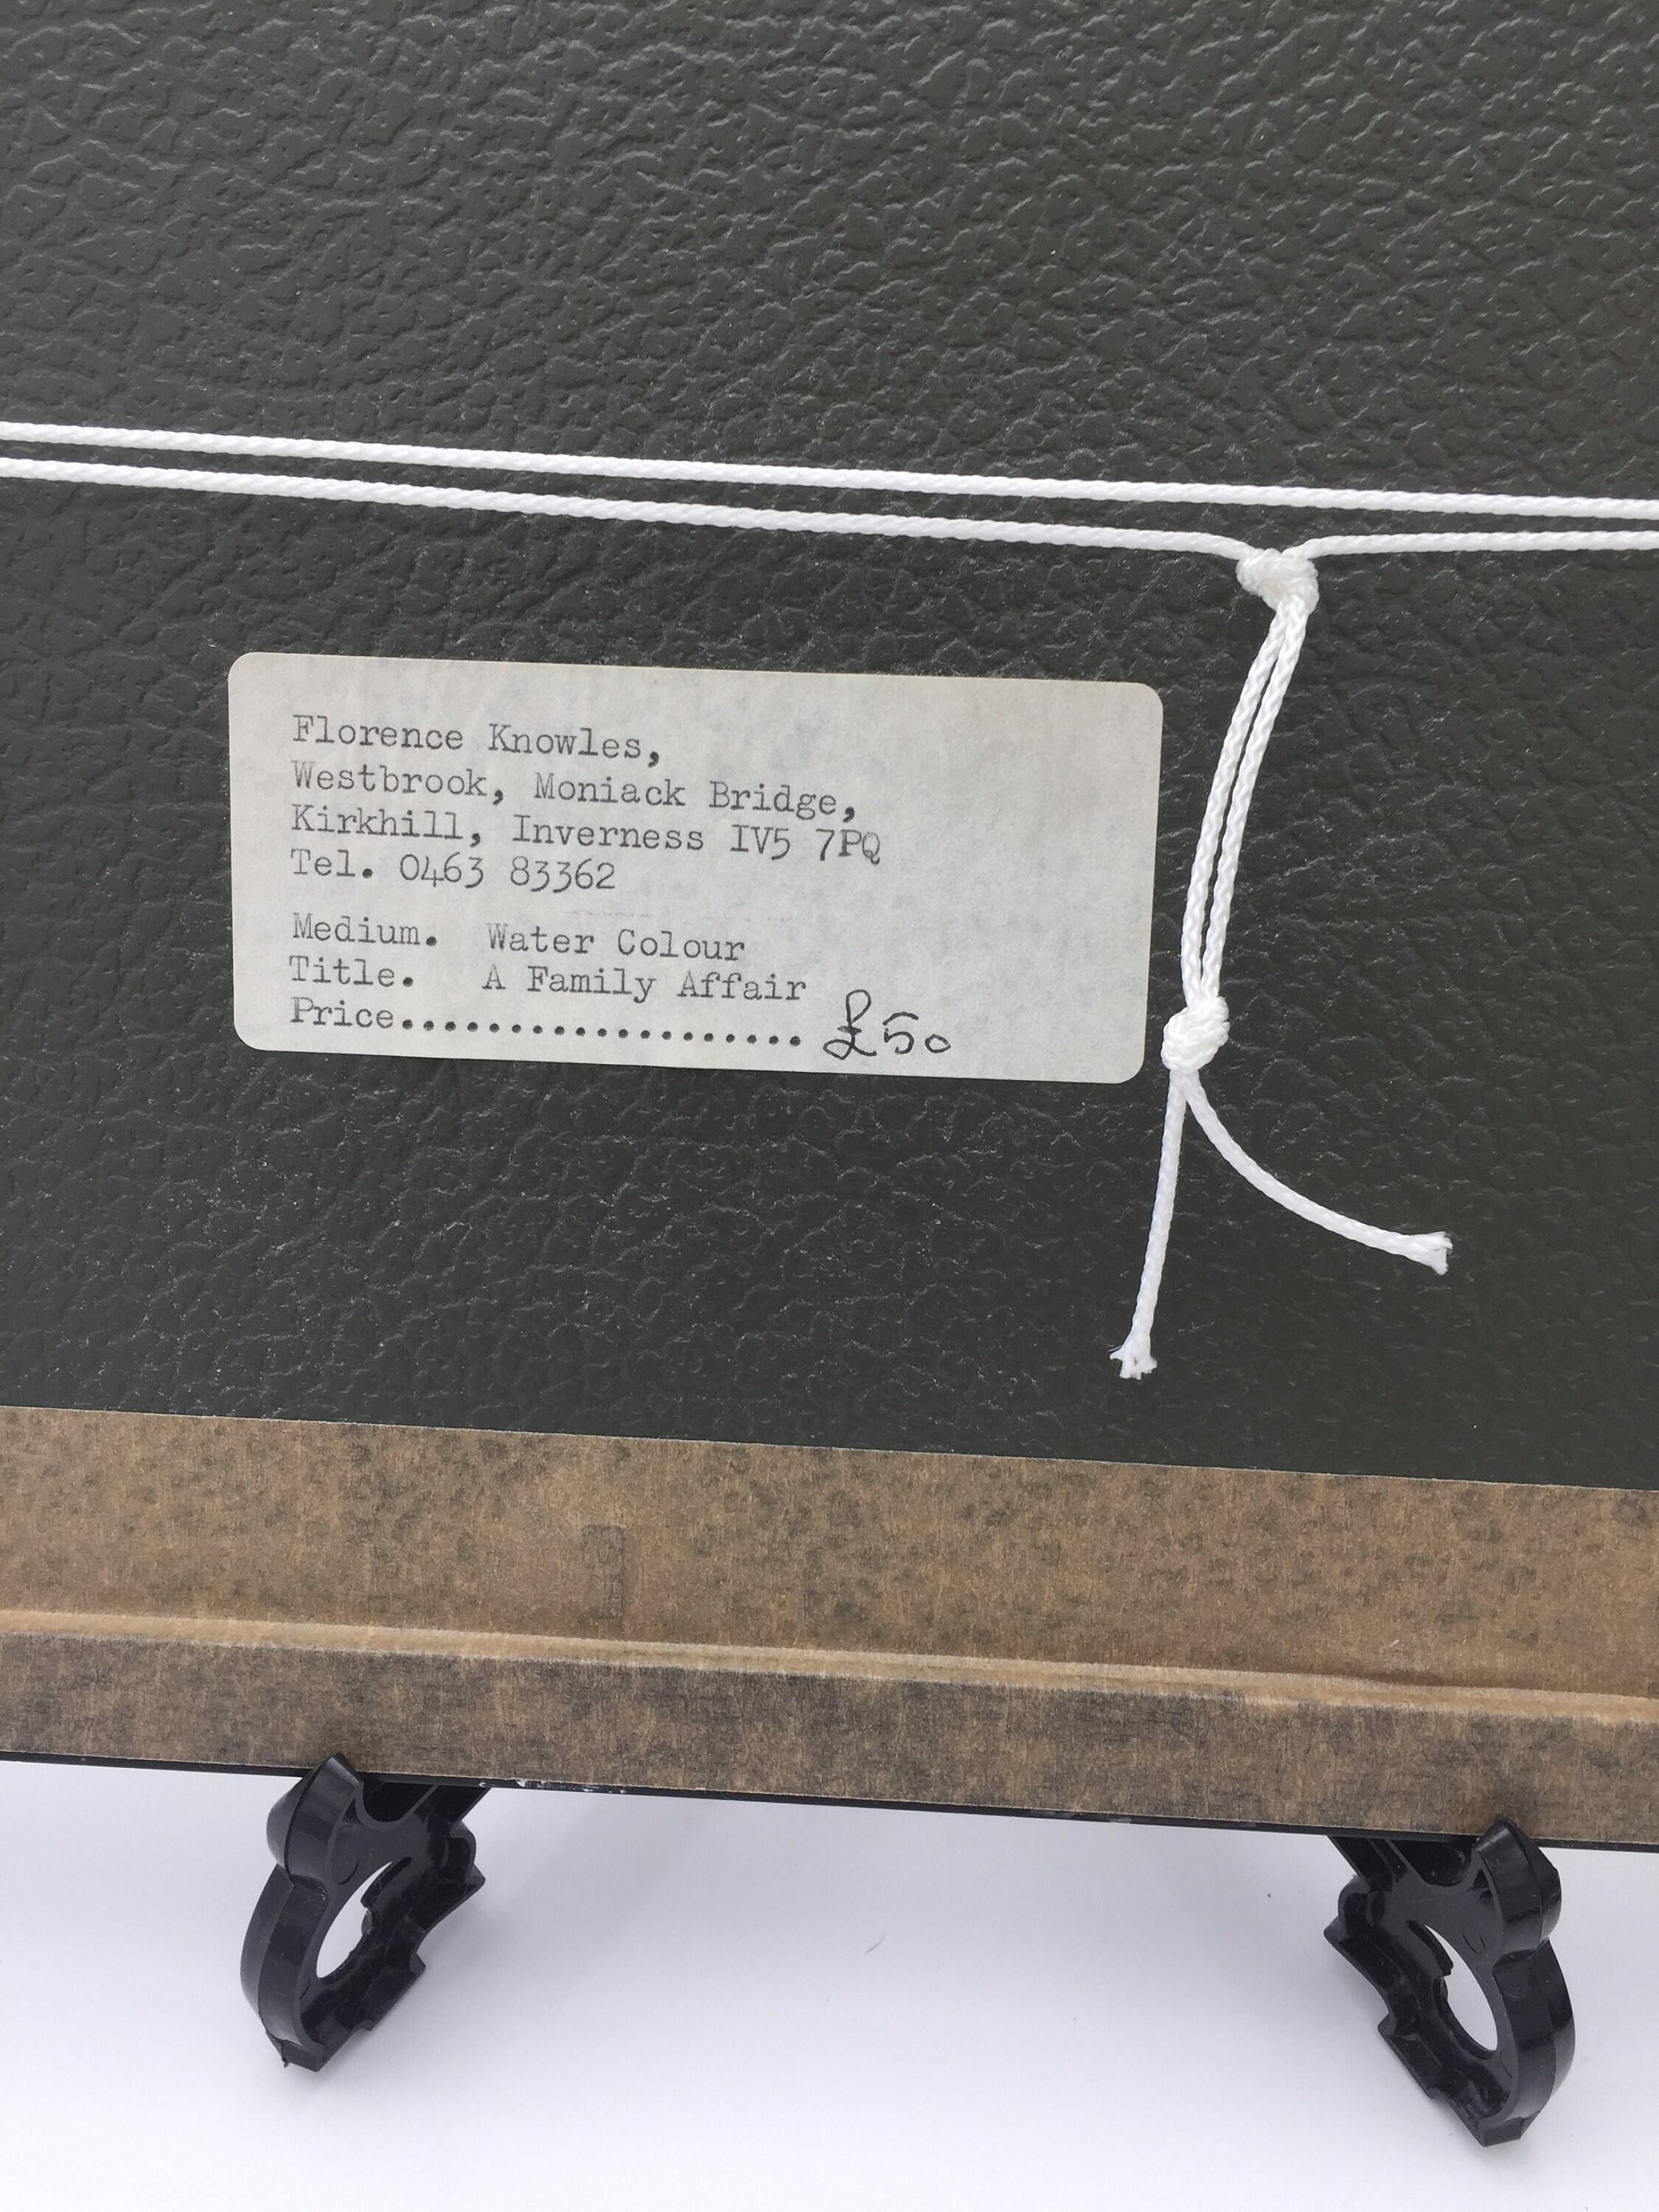 Florence Knowles,
Westbrook, Moniack Bridge,
Kirkhill, Inverness IV5 7PQ
Tel. 0463 83362
Medium. Water Colour
Title. A Family Affair
Price................... £50